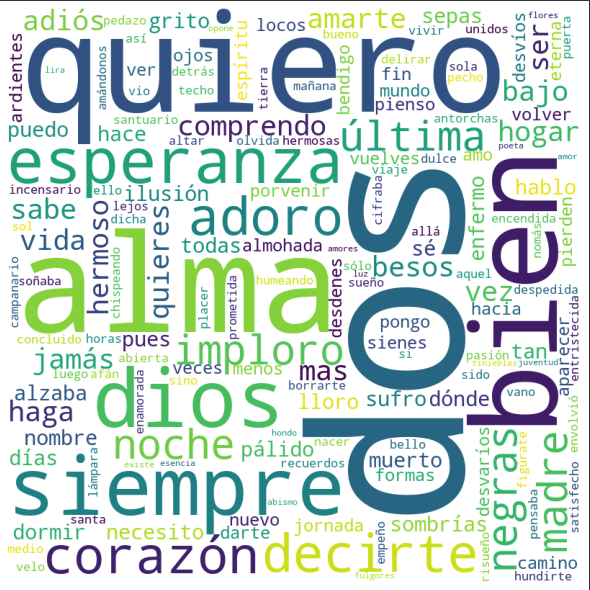 adiós pedazo grito locos amarte sepas unidos flores
ardientes así quiero ojos espíritu bueno opone vivir desvíos ser eterna puerta
lira amándonos ver detrás bendigo delirar sola pecho
vio techo tierra mañana fin mundo antorchas bajo
puedo santuario hace comprendo olvida hermosas pienso volver
altar última poeta hogar
esperanza vuelves dulce amo amor
incensario ello ilusión porvenir viaje cifraba enfermo hablo
sabe lejos adoro allá encendida pierden
sol dicha hermoso quieres todas almohada sé nomás
vida besos aquel vez despedida
campanario soñaba chispeando alma placer amores sólo luz sueño hacia bien
humeando prometida desdenes pongo aparecer entristecida
concluido horas pues imploro sienes si
jamás abierta dos pasión tan juventud
luego afán veces menos tinieblas
alzaba dios enamorada sino borrarte sufro dónde sido vano
haga mas lloro
nombre noche hondo nacer bello negras figúrate madre envolvió
días pálido recuerdos muerto desvaríos
lámpara existe esencia formas pensaba satisfecho
siempre abismo
santa nuevo jornada empeño sombrías
dormir necesito darte risueño
medio corazón decirte camino
velo fulgores hundirte